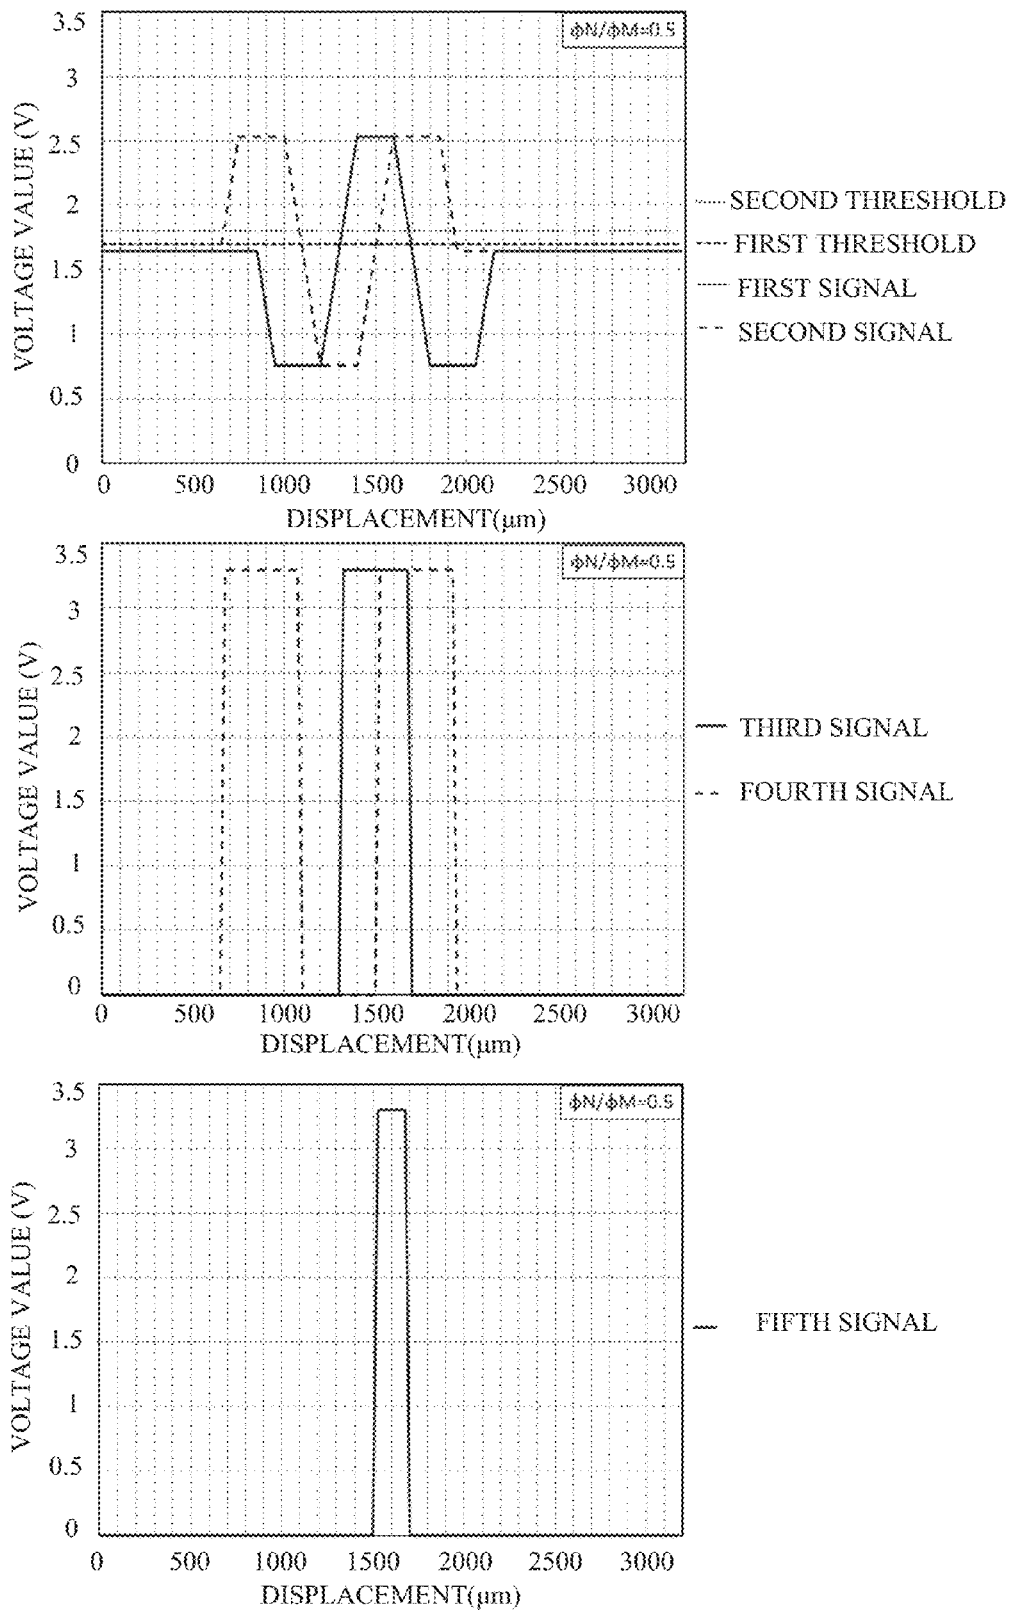 3.5
ϕN/ϕM=0.5
3
2.5
2
1.5
1
0.5
0
VOLTAGE VALUE (V)
0 500 1000 1500 2000 2500 3000
DISPLACEMENT(μm)
SECOND THRESHOLD
FIRST THRESHOLD
FIRST SIGNAL
SECOND SIGNAL
3.5
ϕN/ϕM=0.5
3
2.5
2
1.5
1
0.5
0
VOLTAGE VALUE (V)
0 500 1000 1500 2000 2500 3000
DISPLACEMENT(μm)
THIRD SIGNAL
FOURTH SIGNAL
3.5
ϕN/ϕM=0.5
3
2.5
2
1.5
1
0.5
0
VOLTAGE VALUE (V)
0 500 1000 1500 2000 2500 3000
DISPLACEMENT(μm)
FIFTH SIGNAL